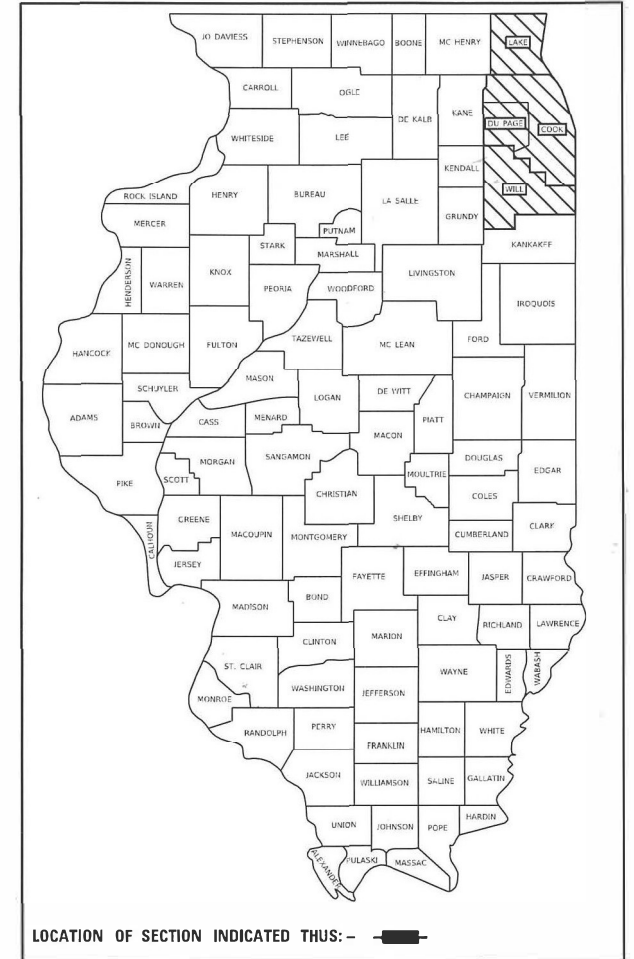 JO DAVIESS
STEPHENSON
WINNEBAGO
BOONE
MC HENRY
LAKE
CARROLL
OGLE
DE KALB
KANE
DU PAGE
COOK
WHITESIDE
LEE
KENDALL
WILL
ROCK ISLAND
HENRY
BUREAU
LA SALLE
GRUNDY
MERCER
PUTNAM
STARK
MARSHALL
KANKAKEE
HENDERSON
WARREN
KNOX
PEORIA
WOODFORD
LIVINGSTON
IROQUOIS
HANCOCK
MC DONOUGH
FULTON
TAZEWELL
MC LEAN
FORD
SCHUYLER
MASON
LOGAN
DE WITT
CHAMPAIGN
VERMILION
ADAMS
BROWN
CASS
MENARD
MACON
PIATT
PIKE
SCOTT
MORGAN
SANGAMON
CHRISTIAN
MOULTRIE
DOUGLAS
EDGAR
COLES
CALHOUN
GREENE
MACOUPIN
MONTGOMERY
SHELBY
CUMBERLAND
CLARK
JERSEY
FAYETTE
EFFINGHAM
JASPER
CRAWFORD
MADISON
BOND
CLAY
RICHLAND
LAWRENCE
CLINTON
MARION
ST. CLAIR
WAYNE
EDWARDS
WABASH
WASHINGTON
JEFFERSON
MONROE
RANDOLPH
PERRY
HAMILTON
WHITE
FRANKLIN
JACKSON
WILLIAMSON
SALINE
GALLATIN
UNION
JOHNSON
POPE
HARDIN
ALEXANDER
PULASKI
MASSAC
LOCATION OF SECTION INDICATED THUS: –